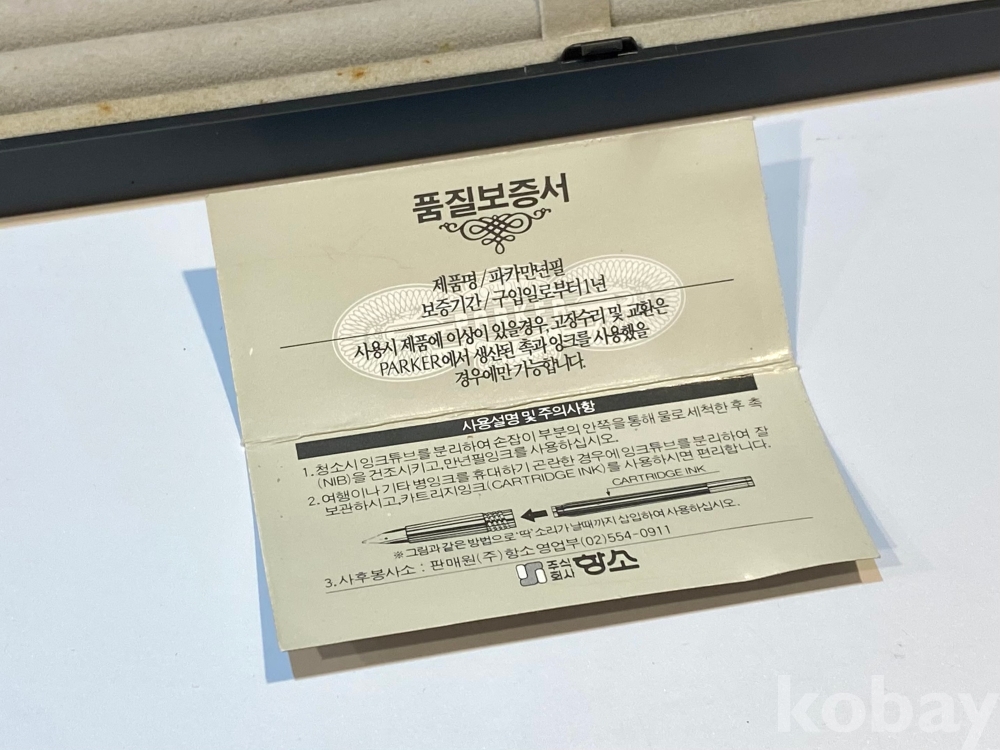 품질보증서
제품명/파카만년필
보증기간/구입일로부터1년
사용시 제품에 이상이 있을경우, 고장수리 및 교환은
PARKER에서 생산된 촉과 잉크를 사용했을
경우에만 가능합니다.
사용설명 및 주의사항
1. 청소시 잉크튜브를 분리하여 손잡이 부분의 안쪽을 통해 물로 세척한 후 촉
(NIB)을 건조시키고, 만년필잉크를 사용하십시오.
2. 여행이나 기타 병잉크를 휴대하기 곤란한 경우에 잉크튜브를 분리하여 잘
보관하시고, 카트리지잉크(CARTRIDGE INK)를 사용하시면 편리합니다.
CARTRIDGE INK
※그림과 같은 방법으로 '딱' 소리가 날때까지 삽입하여 사용하십시오.
3. 사후봉사소 : 판매원(주)항소 영업부 (02)554-0911
주식회사 항소
kobay